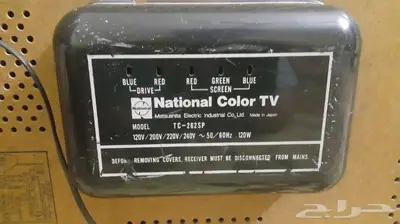 BLUE RED RED GREEN BLUE
DRIVE SCREEN
National Color TV
Matsushita Electric Industrial Co., Ltd. Made in Japan
MODEL TC-262SP
120V/200V/220V/240V ~ 50/60Hz 120W
BEFORE REMOVING COVERS, RECEIVER MUST BE DISCONNECTED FROM MAINS.
حراج